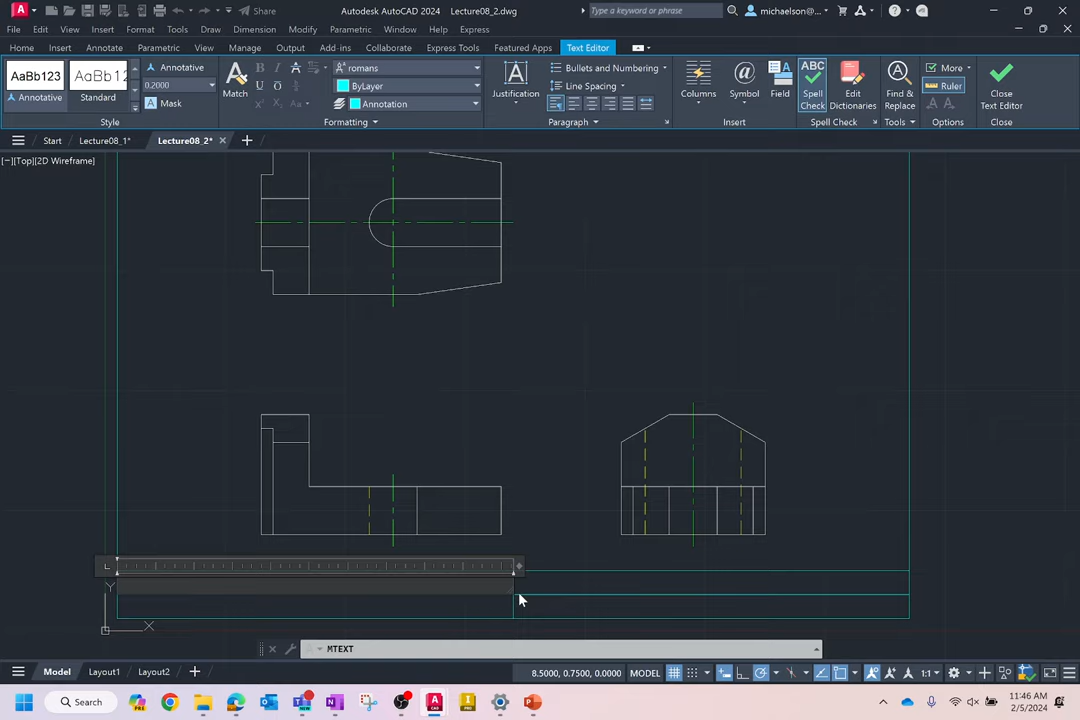 A CAD Share Autodesk AutoCAD 2024 Lecture08_2.dwg Type a keyword or phrase michaelson...
File Edit View Insert Format Tools Draw Dimension Modify Parametric Window Help Express
Home Insert Annotate Parametric View Manage Output Add-ins Collaborate Express Tools Featured Apps Text Editor
AaBb123 AaBb12 Annotative Match romans Justification Bullets and Numbering Columns Symbol Field ABC Spell Check Edit Dictionaries Find & Replace More Close Text Editor
Annotative Standard 0.2000 ByLayer Line Spacing Ruler
Mask Annotation
Style Formatting Paragraph Insert Spell Check Tools Options Close
Start Lecture08_1* Lecture08_2*
[−][Top][2D Wireframe]
Y
X
MTEXT
Model Layout1 Layout2 8.5000, 0.7500, 0.0000 MODEL 1:1
Search 11:46 AM
2/5/2024